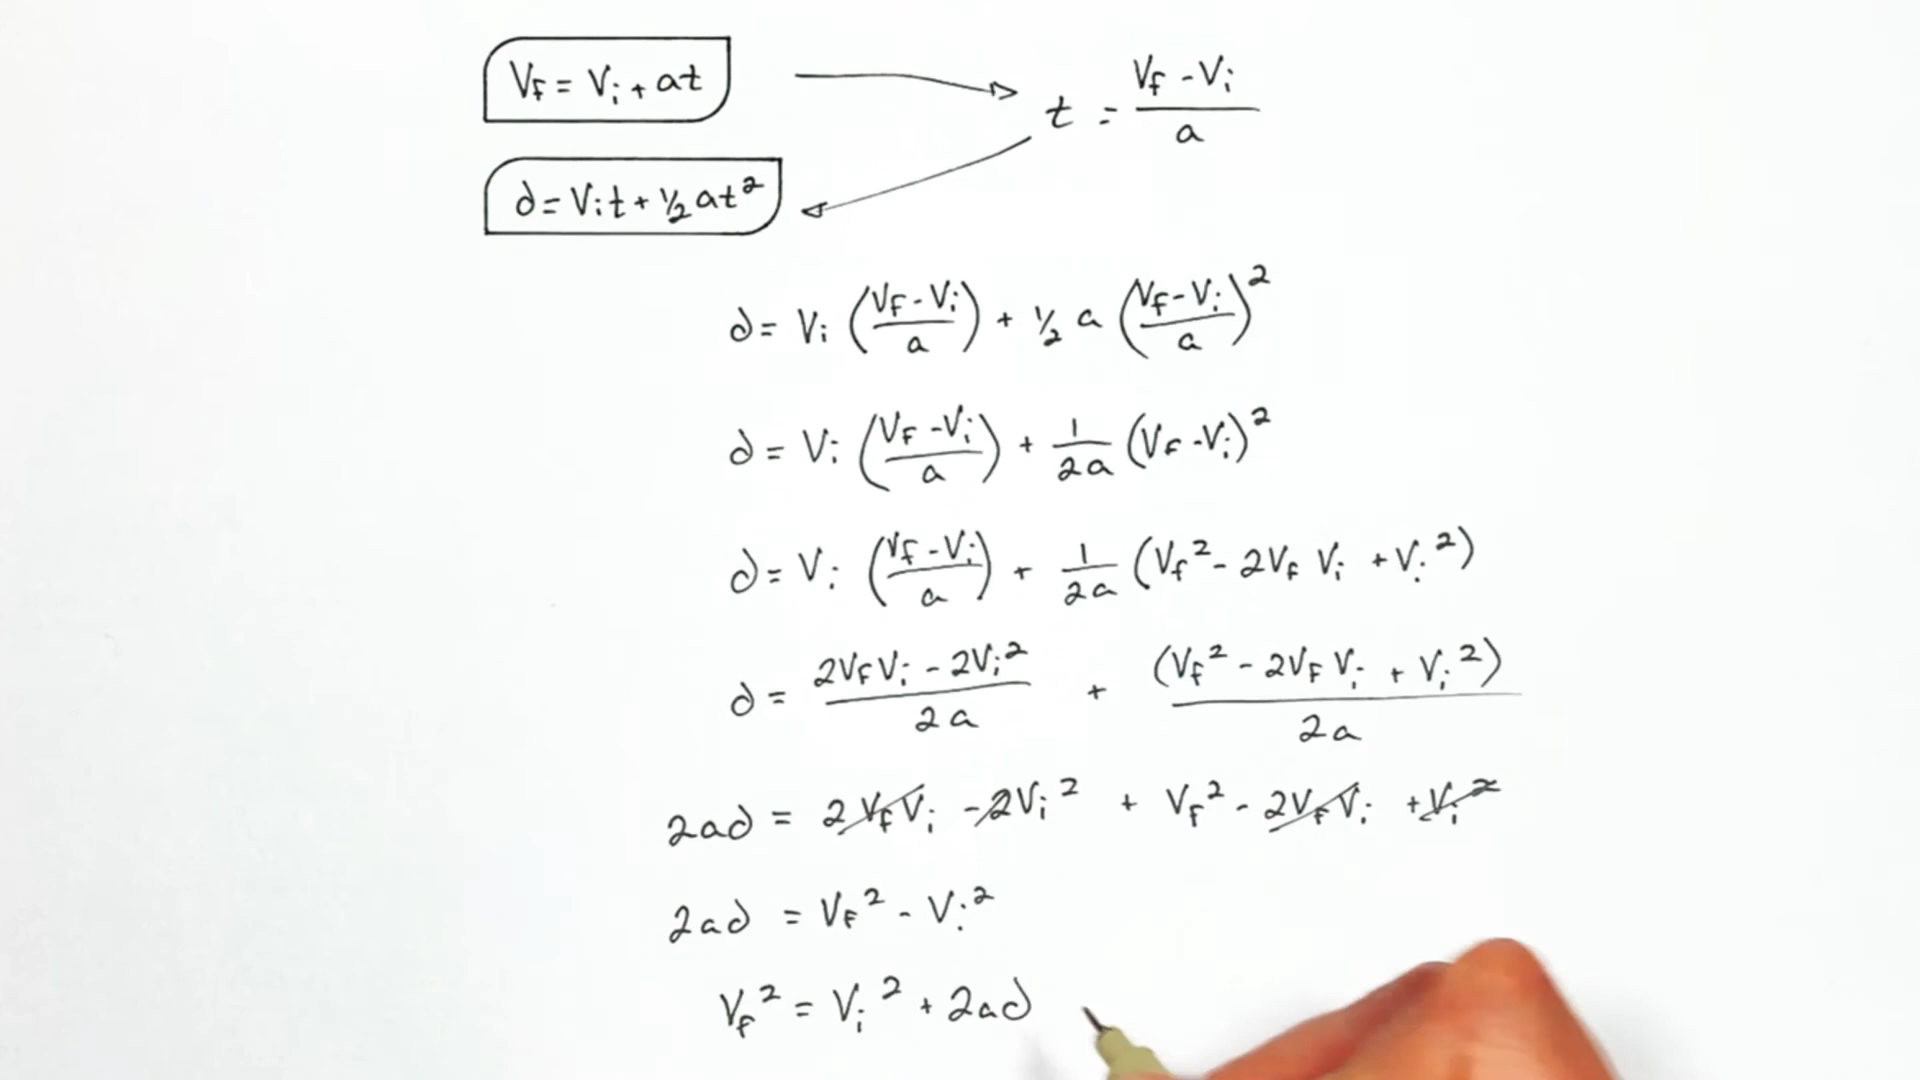 Vf = Vi + at
t = (Vf - Vi)/a
d = Vit + ½ at²
d = Vi ((Vf - Vi)/a) + ½ a ((Vf - Vi)/a)²
d = Vi ((Vf - Vi)/a) + 1/2a (Vf - Vi)²
d = Vi ((Vf - Vi)/a) + 1/2a (Vf² - 2Vf Vi + Vi²)
d = (2VfVi - 2Vi²)/2a + (Vf² - 2Vf Vi + Vi²)/2a
2ad = 2VfVi - 2Vi² + Vf² - 2VfVi + Vi²
2ad = Vf² - Vi²
Vf² = Vi² + 2ad